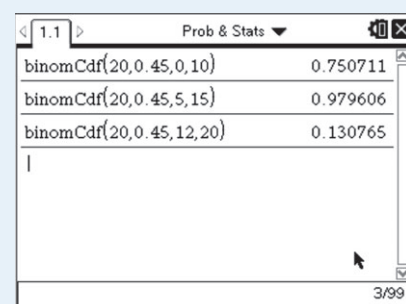 1.1 Prob & Stats
binomCdf(20,0.45,0,10) 0.750711
binomCdf(20,0.45,5,15) 0.979606
binomCdf(20,0.45,12,20) 0.130765
3/99